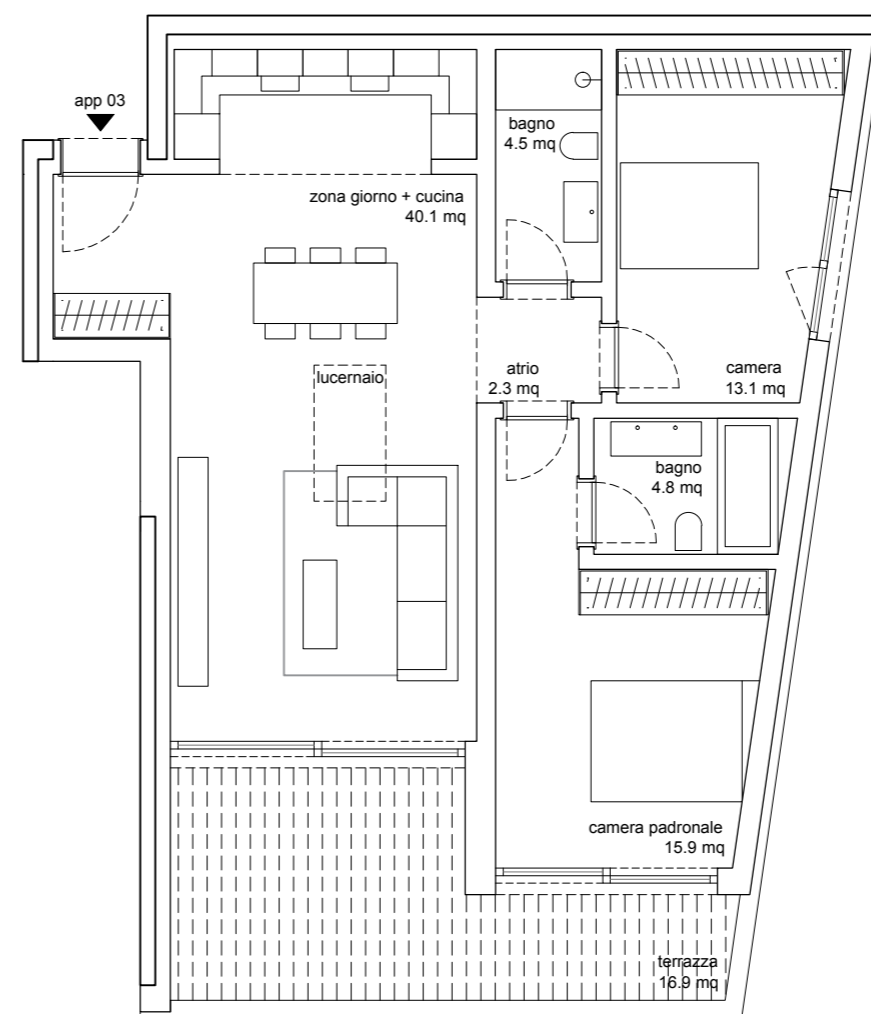 app 03
bagno
4.5 mq
zona giorno + cucina
40.1 mq
lucernaio
atrio
2.3 mq
camera
13.1 mq
bagno
4.8 mq
camera padronale
15.9 mq
terrazza
16.9 mq